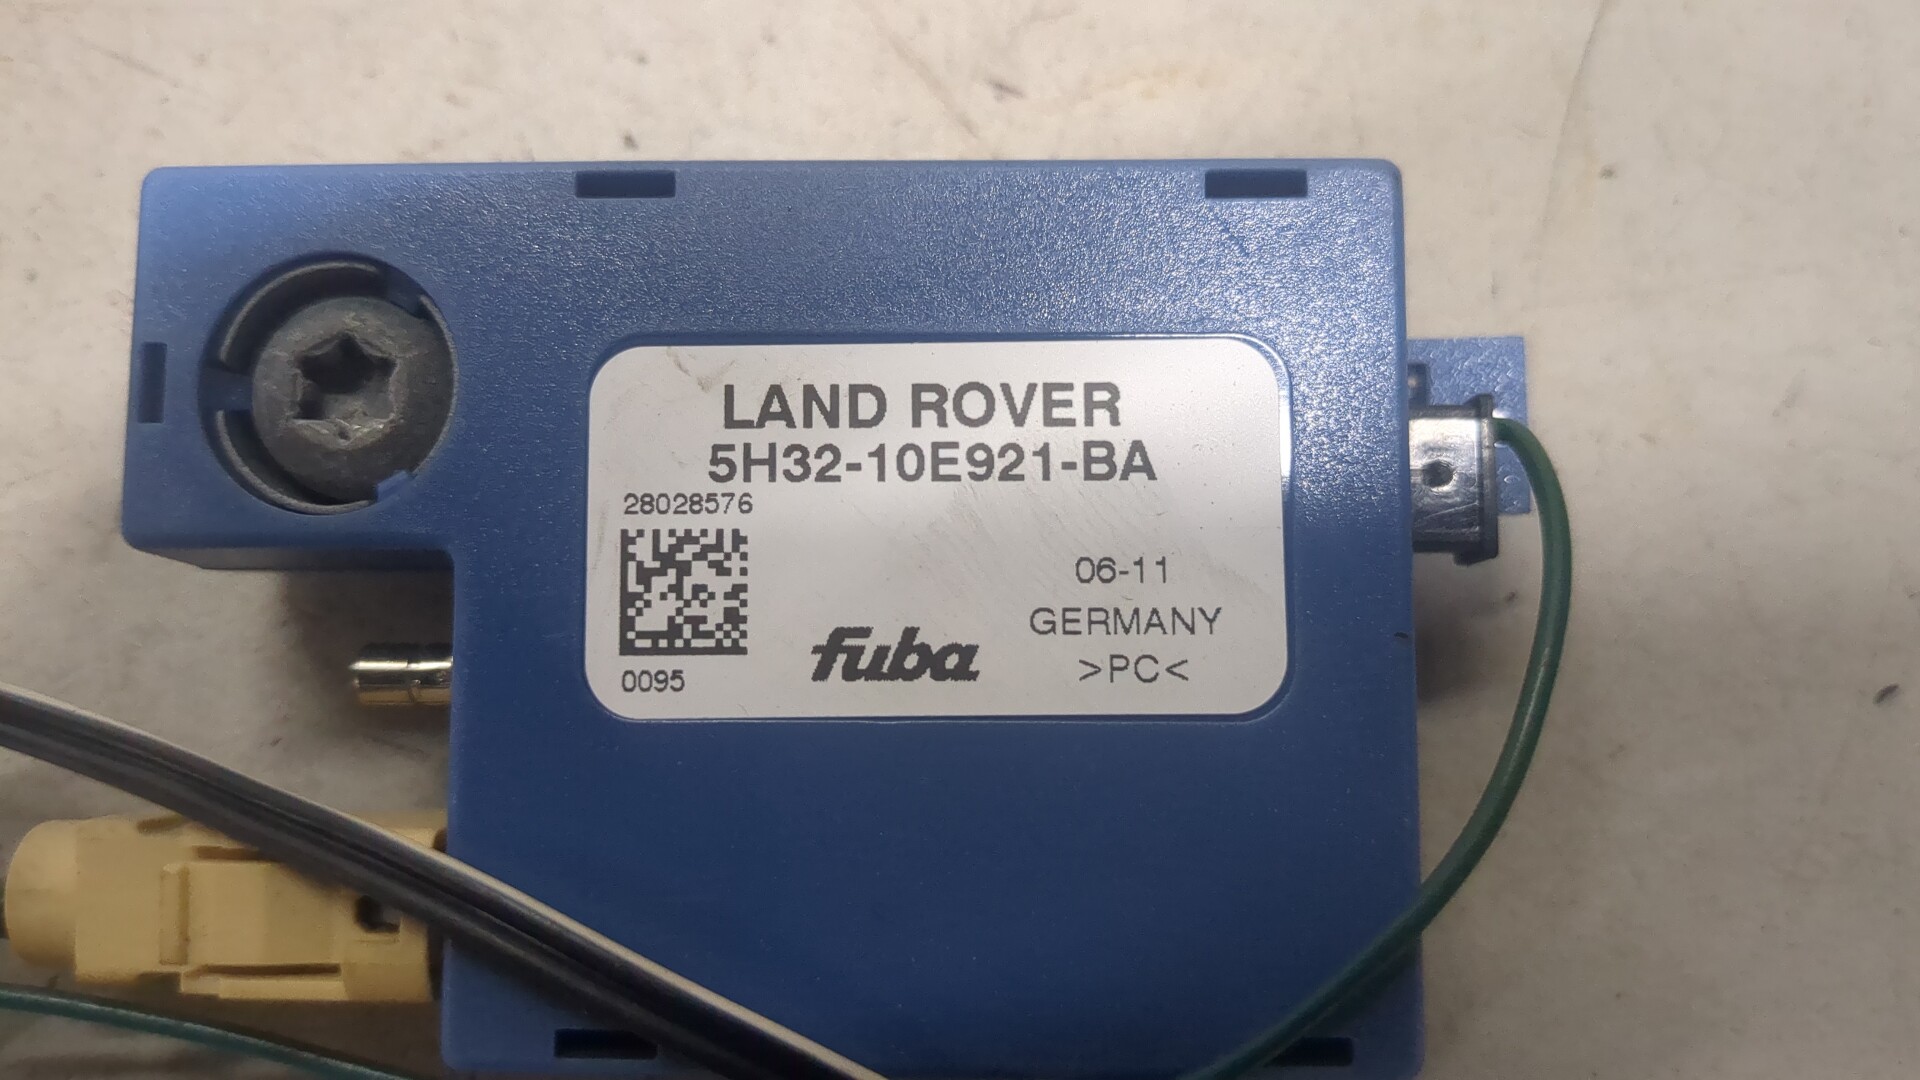 LAND ROVER
5H32-10E921-BA
28028576
0095
fuba
06-11
GERMANY
>PC<